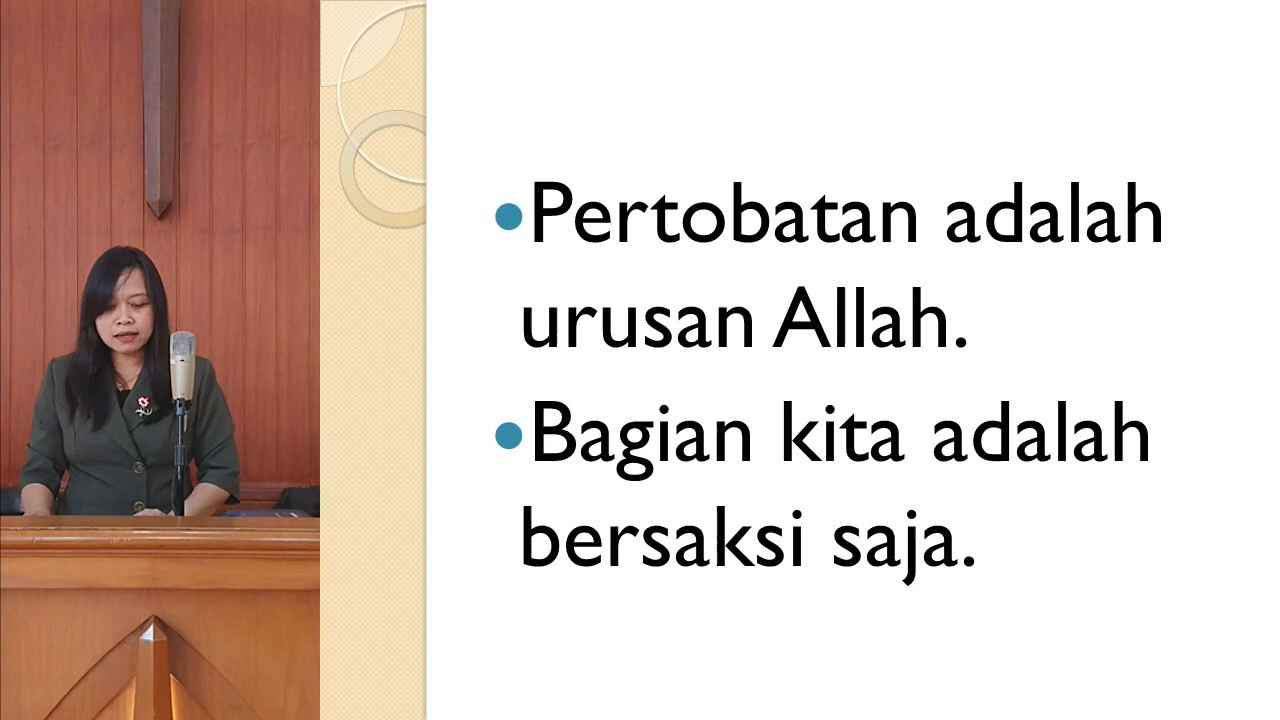 •Pertobatan adalah
urusan Allah.
•Bagian kita adalah
bersaksi saja.